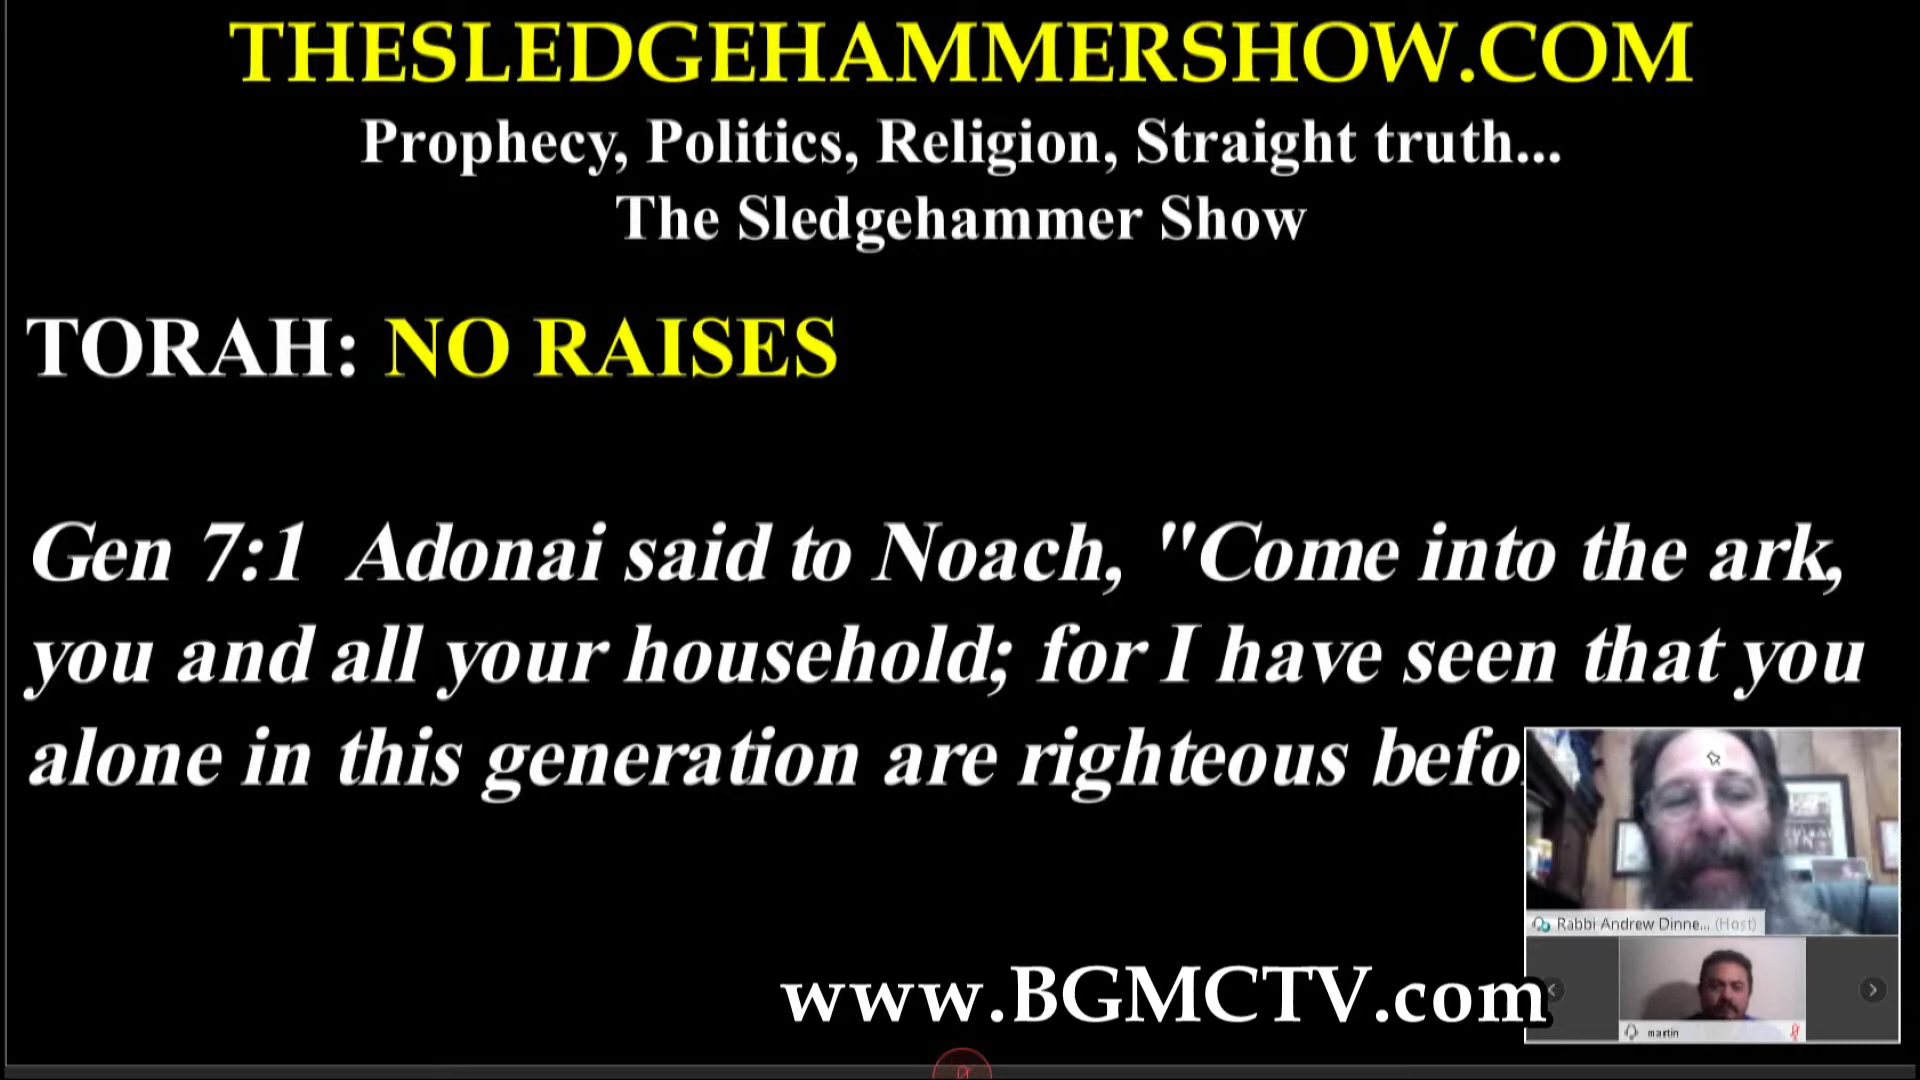 THESLEDGEHAMMERSHOW.COM
Prophecy, Politics, Religion, Straight truth...
The Sledgehammer Show
TORAH: NO RAISES
Gen 7:1 Adonai said to Noach, "Come into the ark,
you and all your household; for I have seen that you
alone in this generation are righteous befo
Rabbi Andrew Dinne... (Host)
www.BGMCTV.com
martin